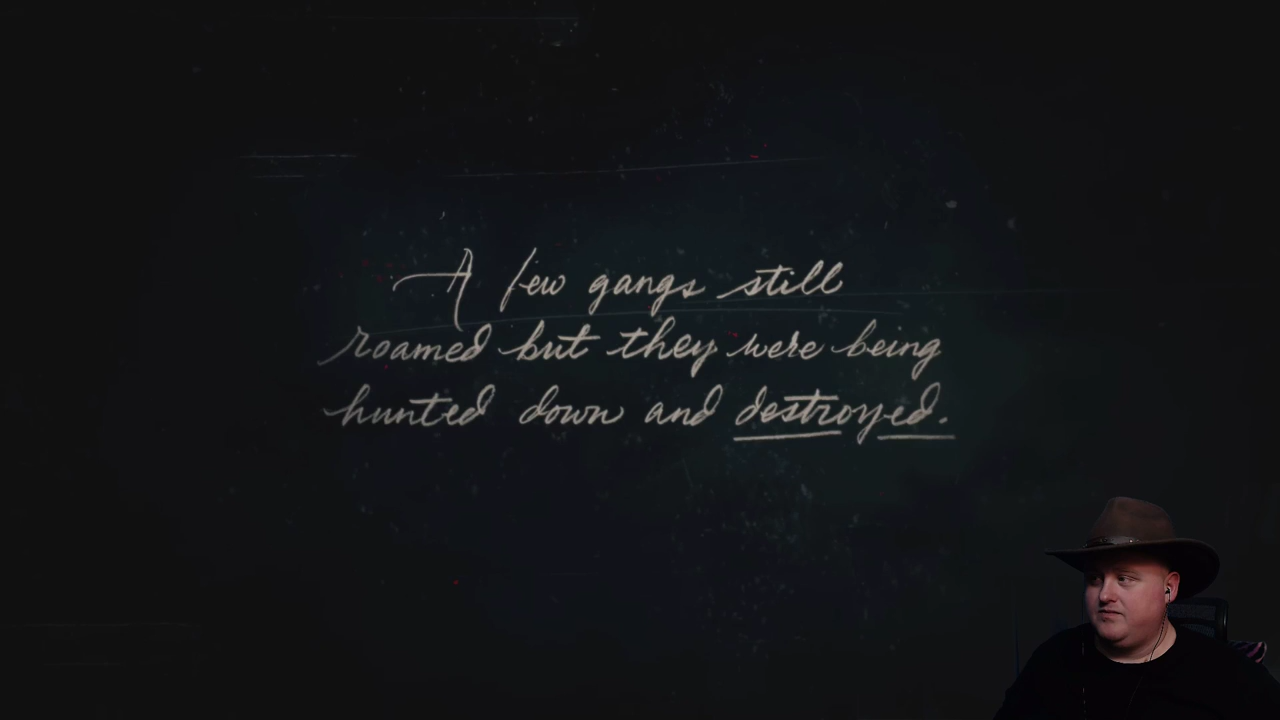 A few gangs still
roamed but they were being
hunted down and destroyed.